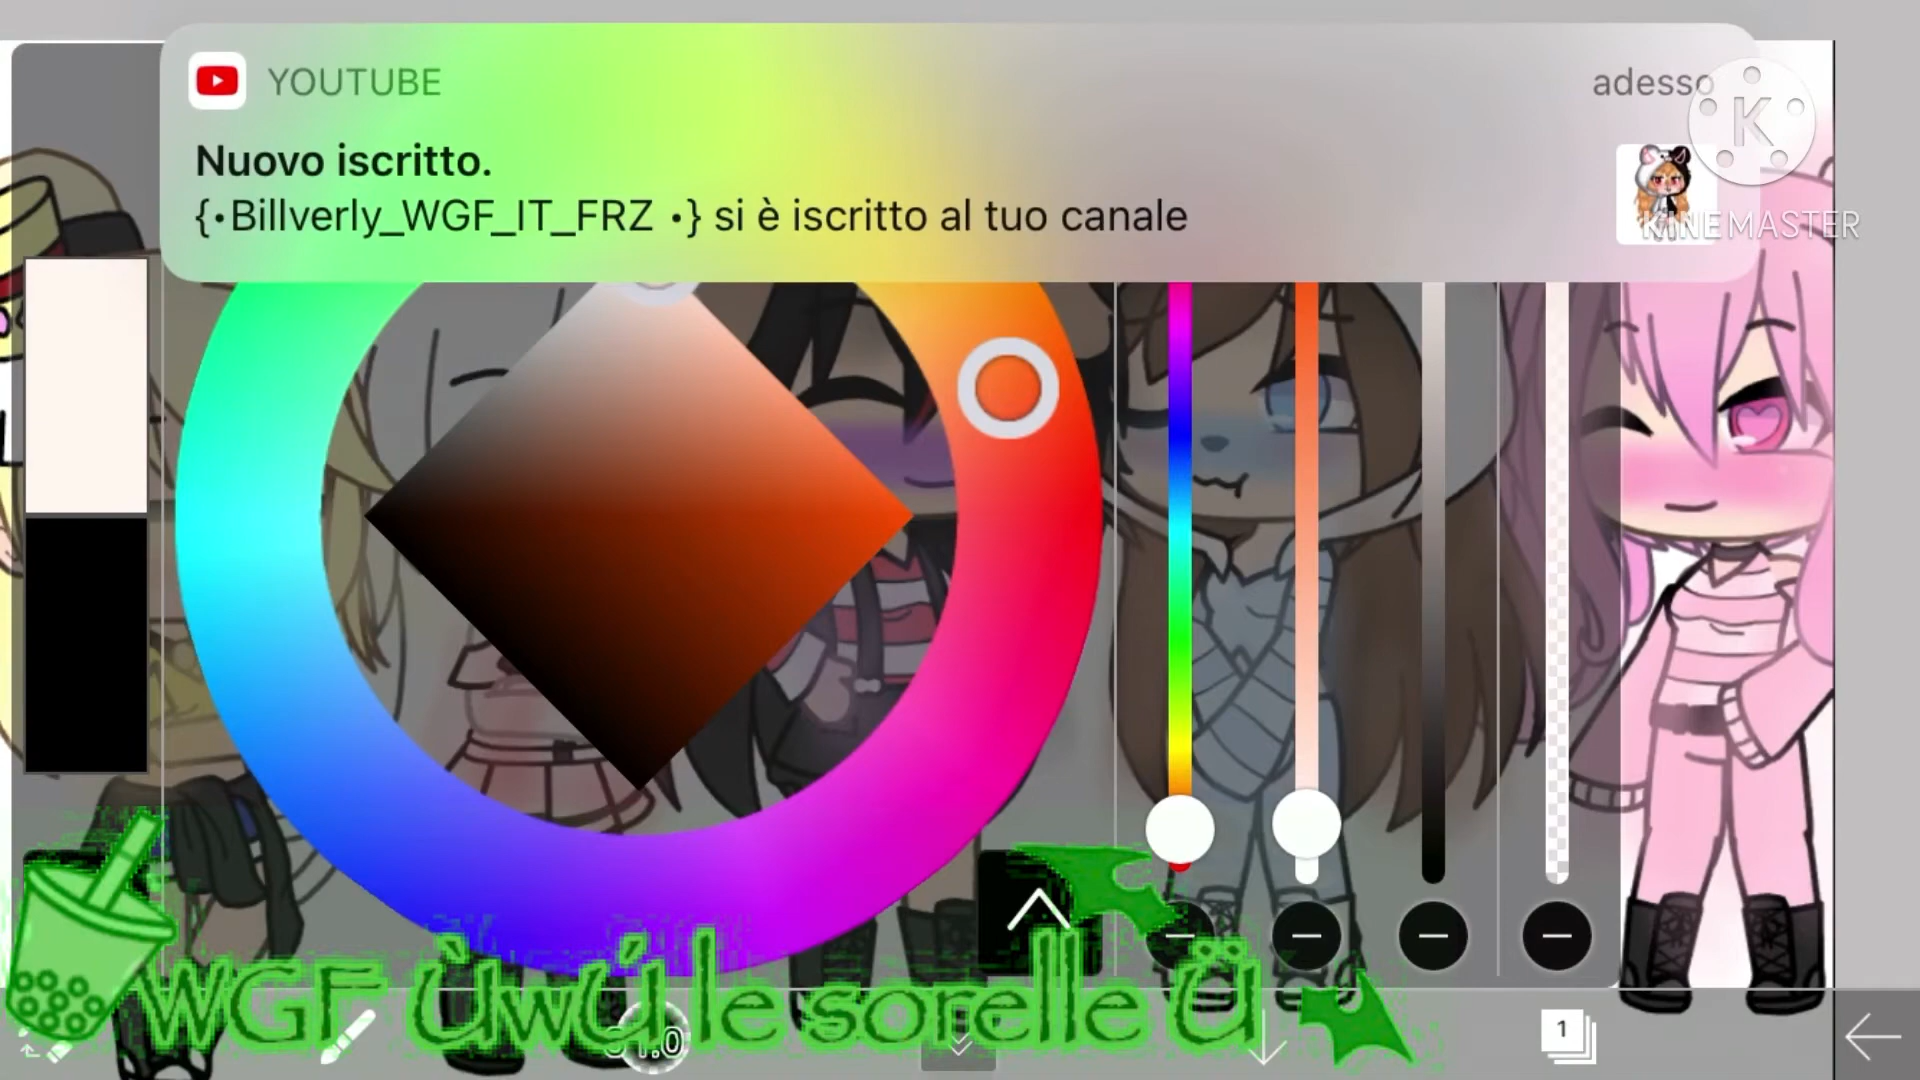 YOUTUBE
adesso
K
Nuovo iscritto.
{•Billverly_WGF_IT_FRZ •} si è iscritto al tuo canale
KINEMASTER
WGF ÙwÚ le sorelle Ü
1